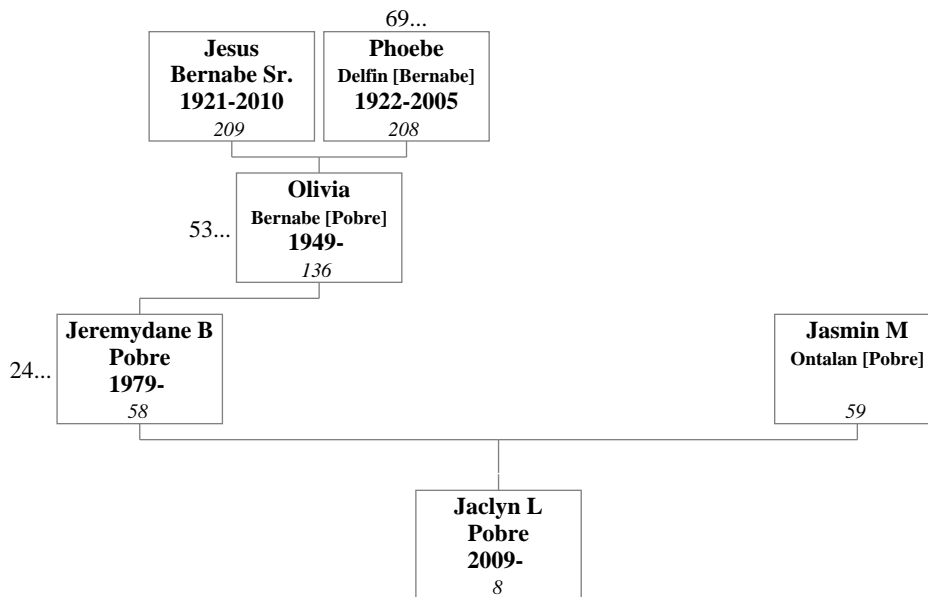 69...
Jesus
Bernabe Sr.
1921-2010
209
Phoebe
Delfin [Bernabe]
1922-2005
208
53...
Olivia
Bernabe [Pobre]
1949-
136
24...
Jeremydane B
Pobre
1979-
58
Jasmin M
Ontalan [Pobre]
59
Jaclyn L
Pobre
2009-
8